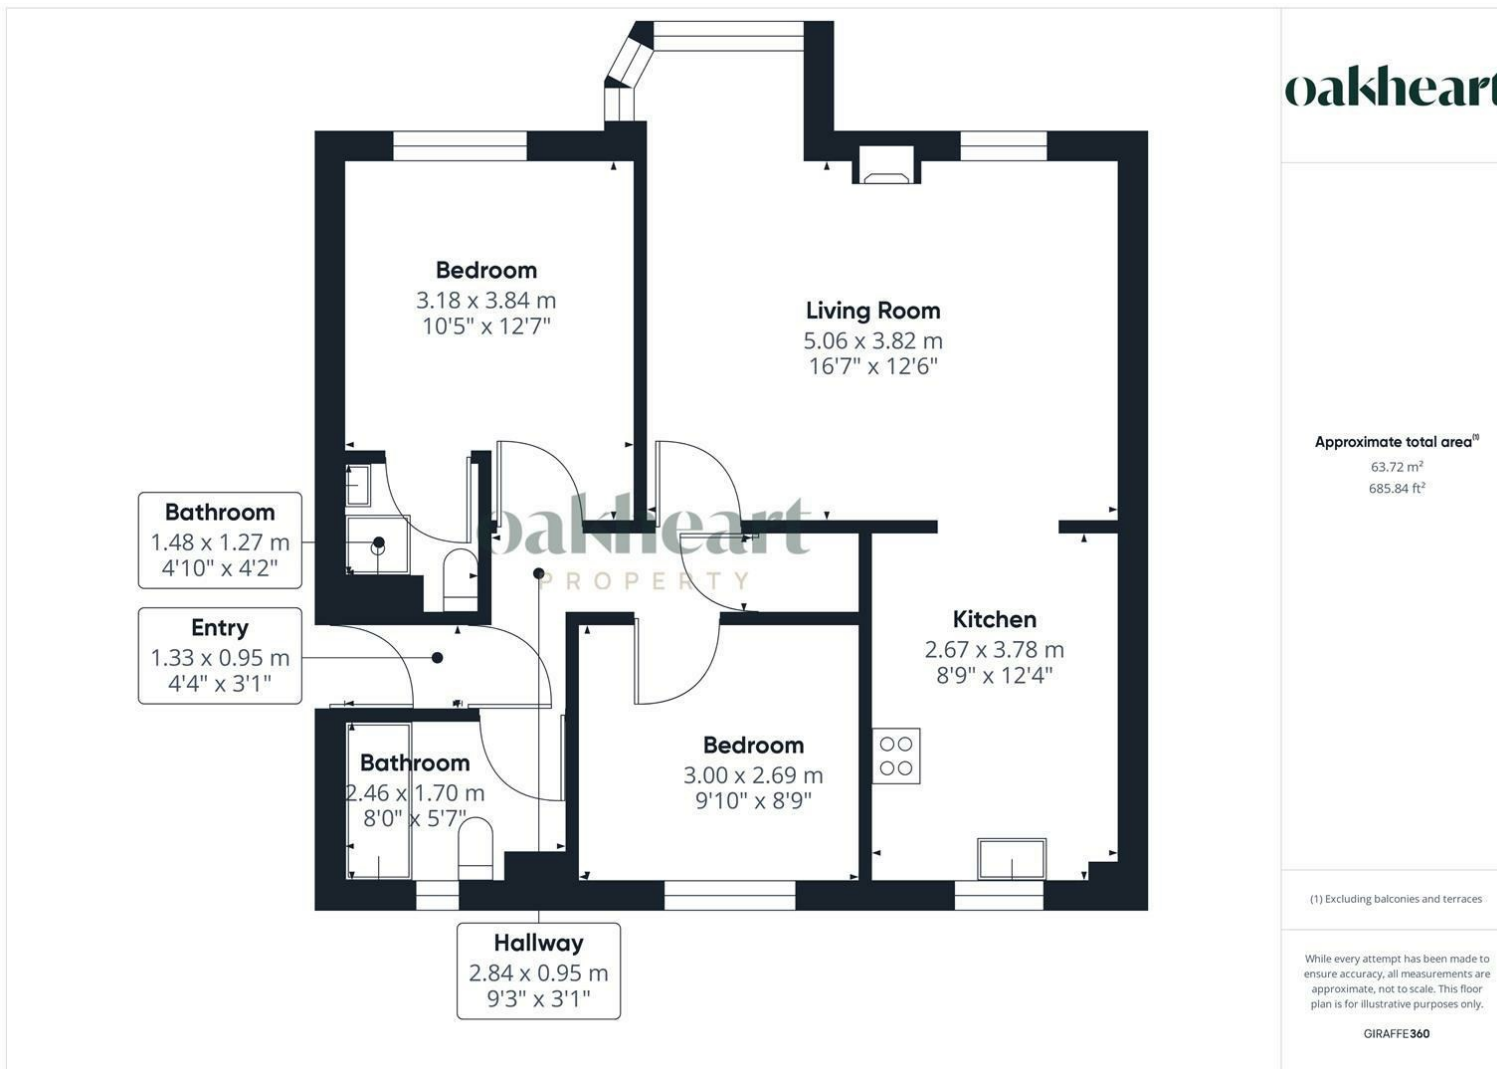 oakheart
Bedroom
3.18 x 3.84 m
10'5" x 12'7"
Living Room
5.06 x 3.82 m
16'7" x 12'6"
Approximate total area(1)
63.72 m²
685.84 ft²
Bathroom
1.48 x 1.27 m
4'10" x 4'2"
oakheart
PROPERTY
Entry
1.33 x 0.95 m
4'4" x 3'1"
Kitchen
2.67 x 3.78 m
8'9" x 12'4"
Bathroom
2.46 x 1.70 m
8'0" x 5'7"
Bedroom
3.00 x 2.69 m
9'10" x 8'9"
Hallway
2.84 x 0.95 m
9'3" x 3'1"
(1) Excluding balconies and terraces
While every attempt has been made to
ensure accuracy, all measurements are
approximate, not to scale. This floor
plan is for illustrative purposes only.
GIRAFFE360